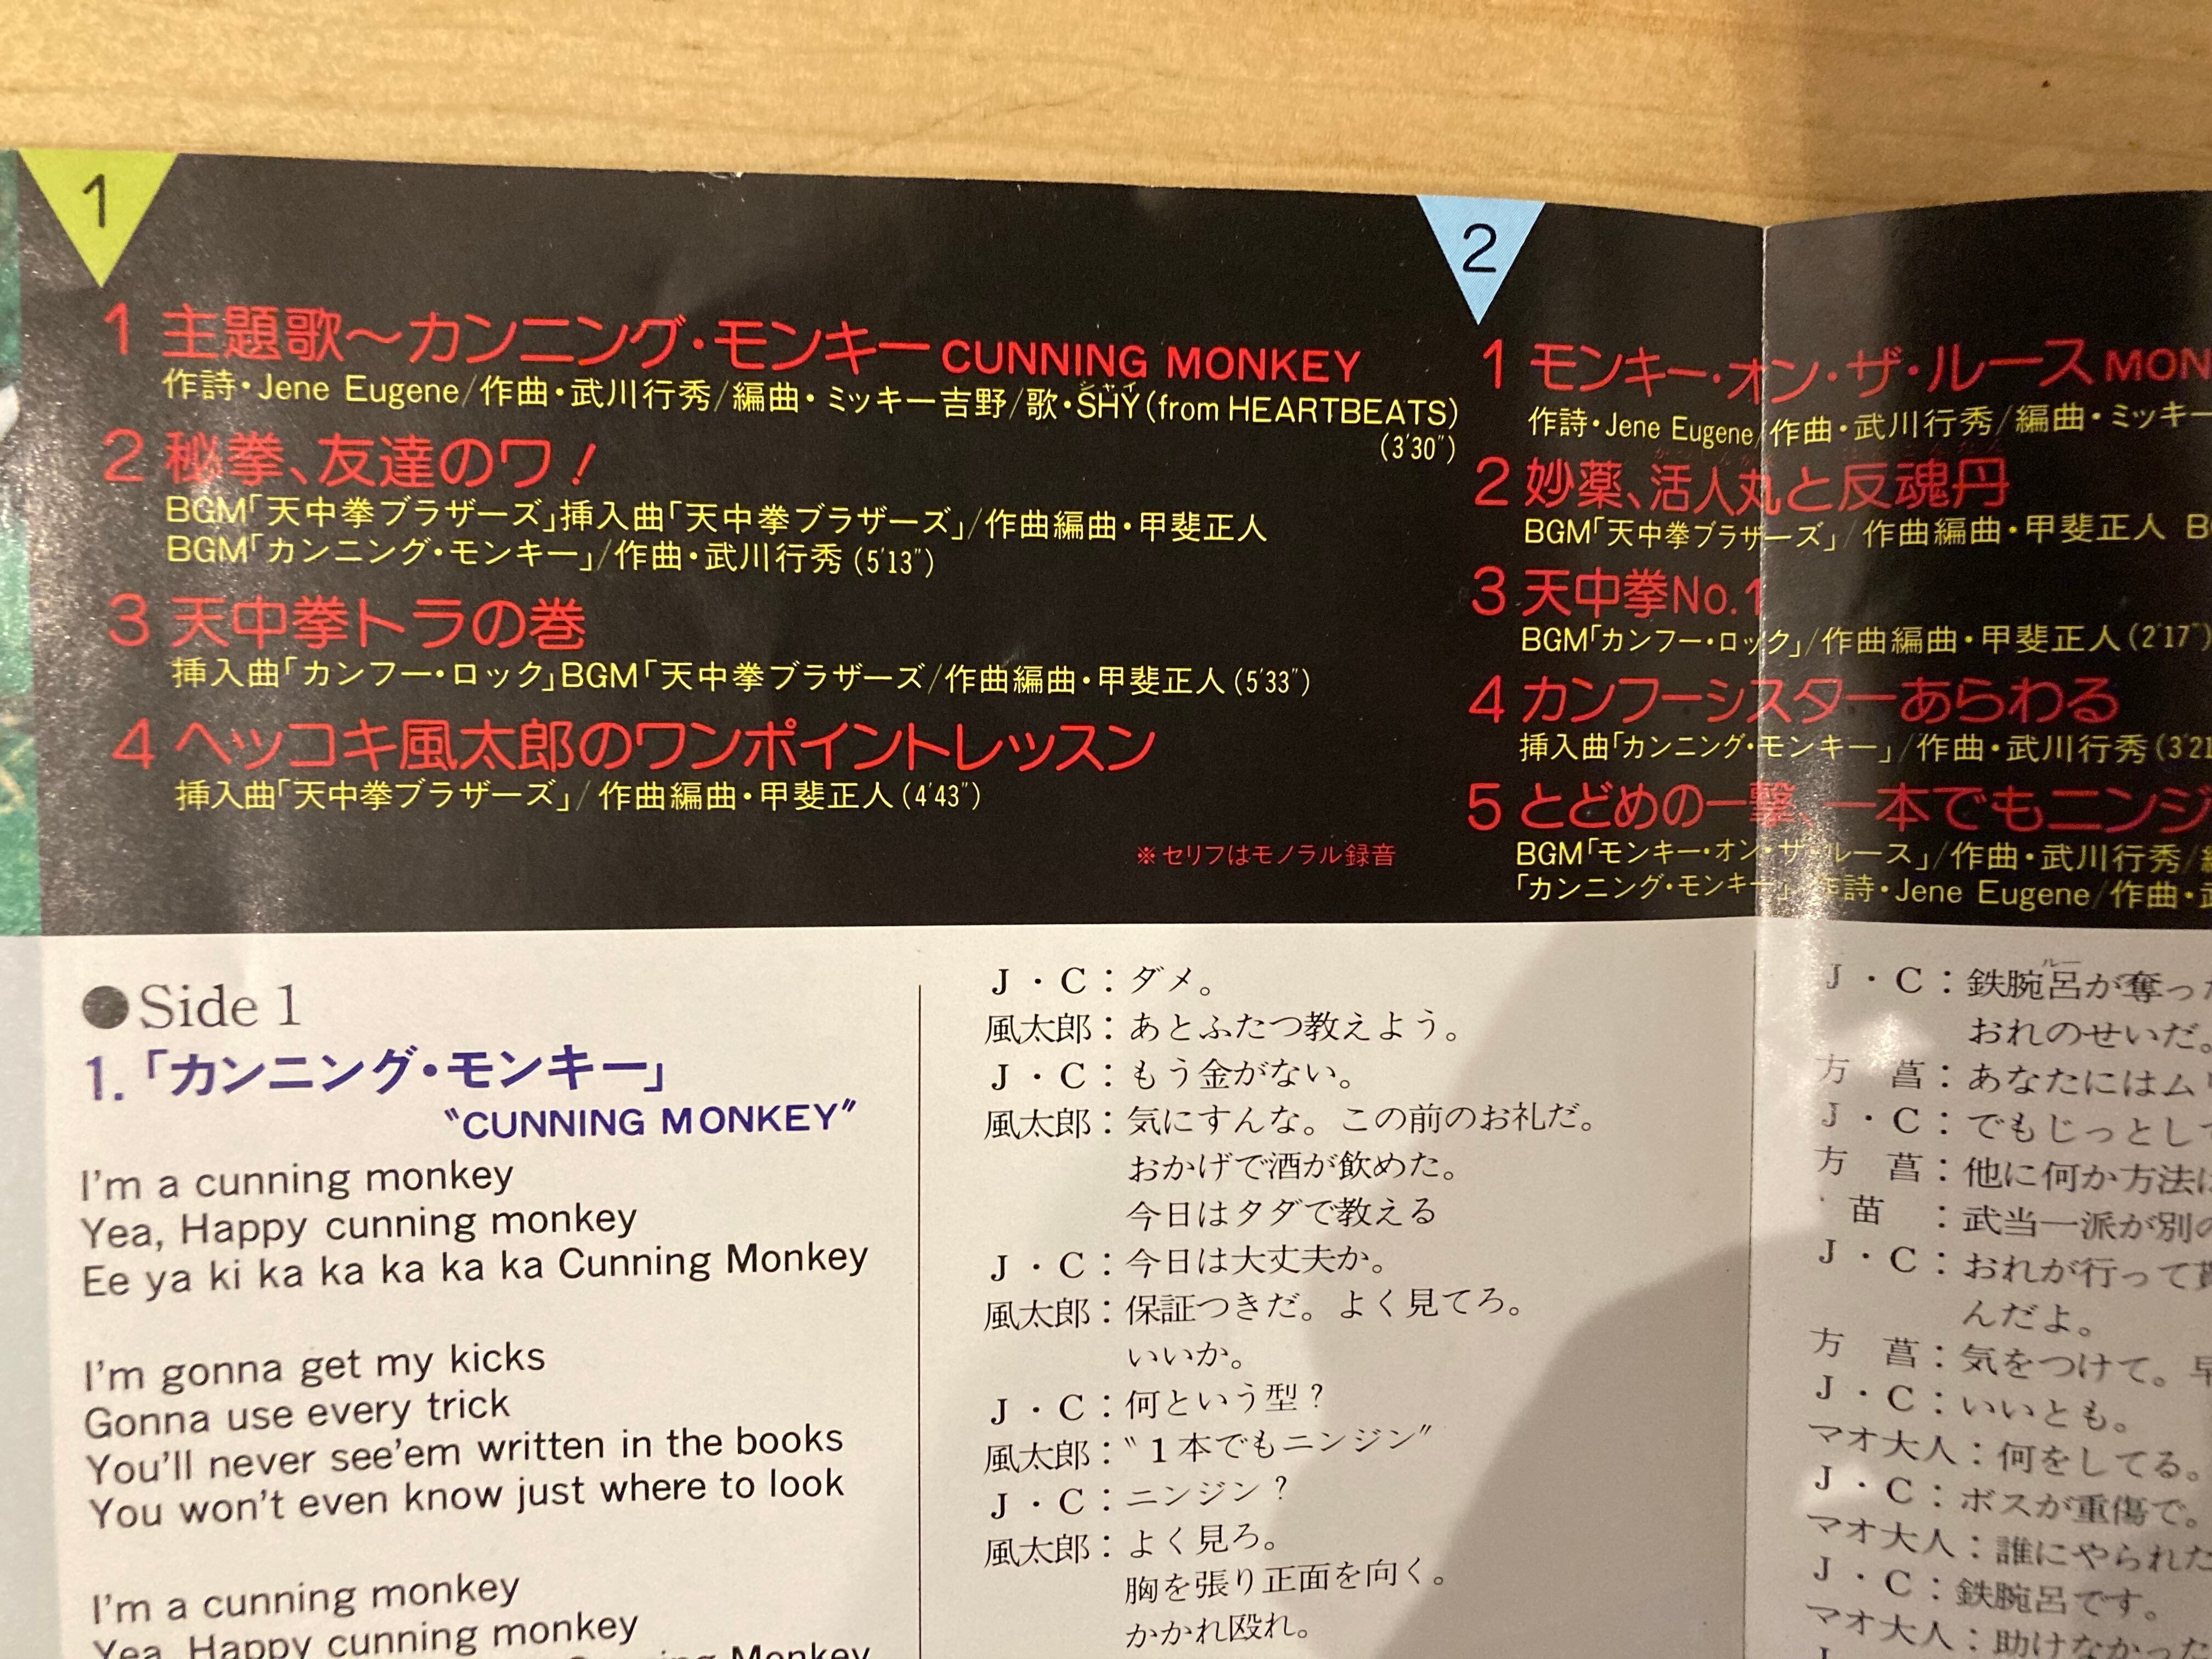 1
1 主題歌〜カンニング・モンキー CUNNING MONKEY
作詩・Jene Eugene/作曲・武川行秀/編曲・ミッキー吉野/歌・SHY(from HEARTBEATS)
シャイ
(3′30″)
2 秘拳、友達のワ!
BGM「天中拳ブラザーズ」挿入曲「天中拳ブラザーズ」/作曲編曲・甲斐正人
BGM「カンニング・モンキー」/作曲・武川行秀(5′13″)
3 天中拳トラの巻
挿入曲「カンフー・ロック」BGM「天中拳ブラザーズ/作曲編曲・甲斐正人(5′33″)
4 ヘッコキ風太郎のワンポイントレッスン
挿入曲「天中拳ブラザーズ」/作曲編曲・甲斐正人(4′43″)
※セリフはモノラル録音
2
1 モンキー・オン・ザ・ルース MON
作詩・Jene Eugene/作曲・武川行秀/編曲・ミッキー
2 妙薬、活人丸と反魂丹
BGM「天中拳ブラザーズ」/作曲編曲・甲斐正人 B
3 天中拳No.1
BGM「カンフー・ロック」/作曲編曲・甲斐正人(2′17″)
4 カンフーシスターあらわる
挿入曲「カンニング・モンキー」/作曲・武川行秀(3′21
5 とどめの一撃、一本でもニンジ
BGM「モンキー・オン・ザ・ルース」/作曲・武川行秀/
「カンニング・モンキー」作詩・Jene Eugene/作曲・
●Side 1
1.「カンニング・モンキー」
〝CUNNING MONKEY〟
I'm a cunning monkey
Yea, Happy cunning monkey
Ee ya ki ka ka ka ka ka Cunning Monkey
I'm gonna get my kicks
Gonna use every trick
You'll never see'em written in the books
You won't even know just where to look
I'm a cunning monkey
Yea, Happy cunning monkey
Cunning Monkey
J・C:ダメ。
風太郎:あとふたつ教えよう。
J・C:もう金がない。
風太郎:気にすんな。この前のお礼だ。
おかげで酒が飲めた。
今日はタダで教える
J・C:今日は大丈夫か。
風太郎:保証つきだ。よく見てろ。
いいか。
J・C:何という型?
風太郎:〝1本でもニンジン〟
J・C:ニンジン?
風太郎:よく見ろ。
胸を張り正面を向く。
かかれ殴れ。
J・C:鉄腕呂が奪っ
ルー
おれのせいだ。
方 菖:あなたにはム
J・C:でもじっとし
方 菖:他に何か方法
苗 :武当一派が別
J・C:おれが行って
んだよ。
方 菖:気をつけて。早
J・C:いいとも。
マオ大人:何をしてる。
J・C:ボスが重傷で。
マオ大人:誰にやられた
J・C:鉄腕呂です。
マオ大人:助けなかった